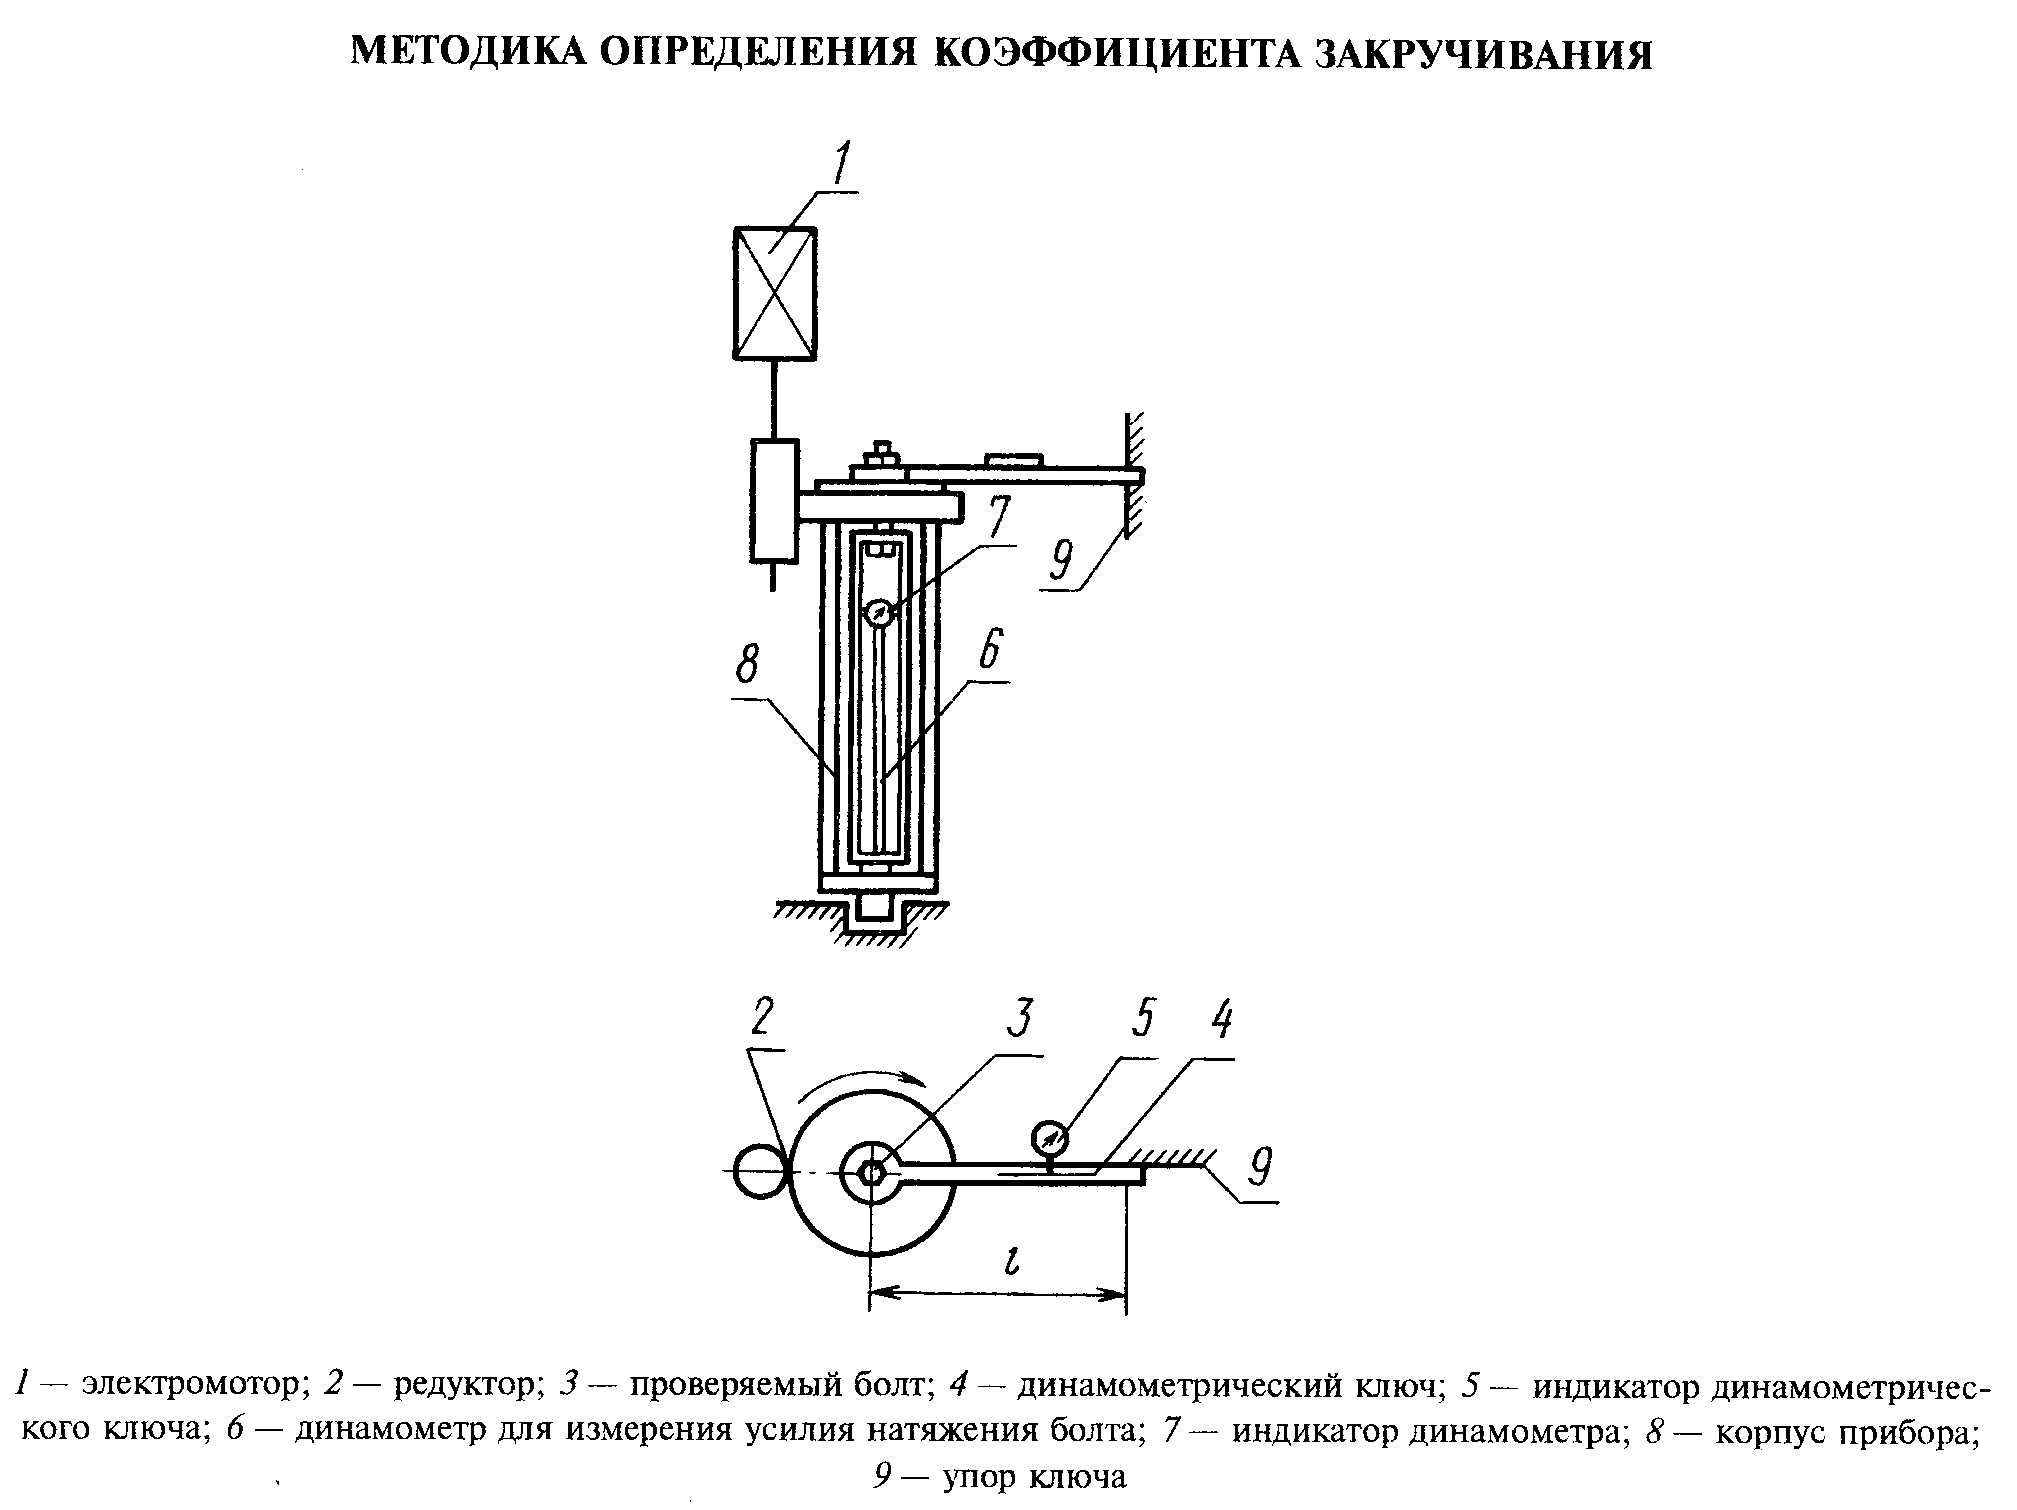 МЕТОДИКА ОПРЕДЕЛЕНИЯ КОЭФФИЦИЕНТА ЗАКРУЧИВАНИЯ
1
7
9
8
6
2
3
5
4
9
l
1 — электромотор; 2 — редуктор; 3 — проверяемый болт; 4 — динамометрический ключ; 5 — индикатор динамометричес-
кого ключа; 6 — динамометр для измерения усилия натяжения болта; 7 — индикатор динамометра; 8 — корпус прибора;
9 — упор ключа